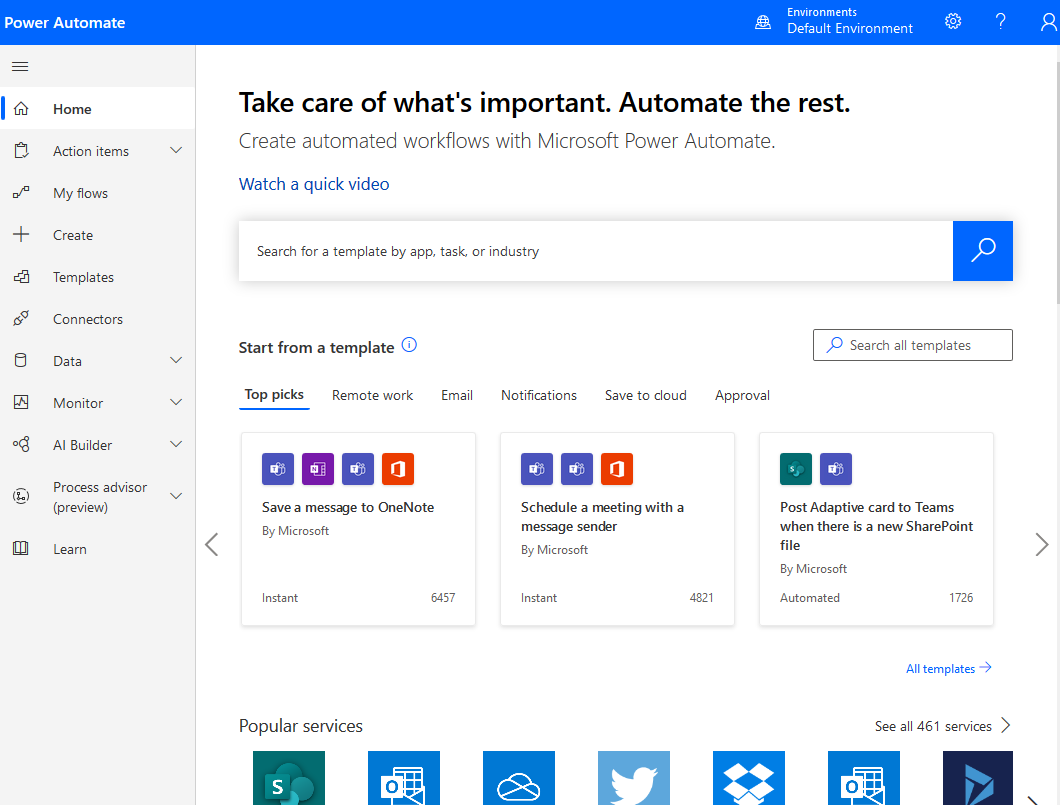 Power Automate
Environments
Default Environment
?
Home
Action items
My flows
Create
Templates
Connectors
Data
Monitor
AI Builder
Process advisor
(preview)
Learn
Take care of what's important. Automate the rest.
Create automated workflows with Microsoft Power Automate.
Watch a quick video
Search for a template by app, task, or industry
Start from a template
Search all templates
Top picks Remote work Email Notifications Save to cloud Approval
Save a message to OneNote
By Microsoft
Instant 6457
Schedule a meeting with a
message sender
By Microsoft
Instant 4821
Post Adaptive card to Teams
when there is a new SharePoint
file
By Microsoft
Automated 1726
All templates
Popular services
See all 461 services